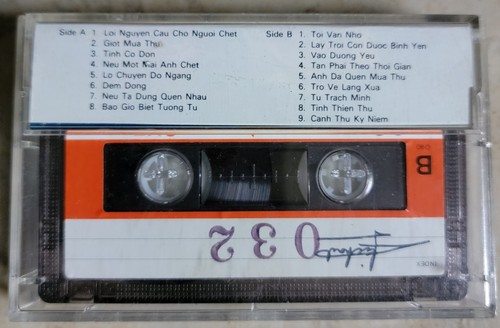 Side A 1. Loi Nguyen Cau Cho Nguoi Chet
2. Giot Mua Thu
3. Tinh Co Don
4. Neu Mot Mai Anh Chet
5. Lo Chuyen Do Ngang
6. Dem Dong
7. Neu Ta Dung Quen Nhau
8. Bao Gio Biet Tuong Tu
Side B 1. Toi Van Nho
2. Lay Troi Con Duoc Binh Yen
3. Vao Duong Yeu
4. Tan Phai Theo Thoi Gian
5. Anh Da Quen Mua Thu
6. Tro Ve Lang Xua
7. Tu Trach Minh
8. Tinh Thien Thu
9. Canh Thu Ky Niem
B
C-90
032
INDEX